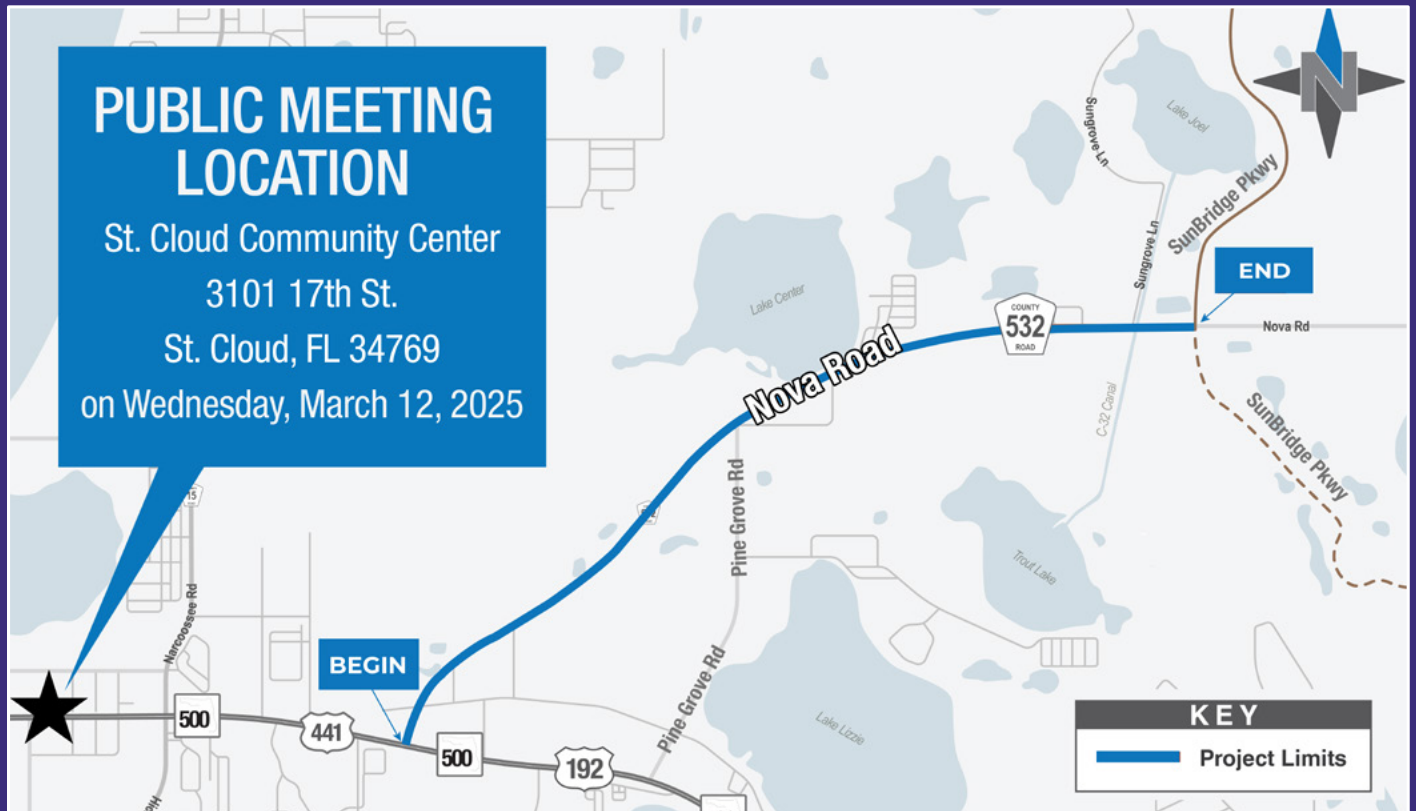 PUBLIC MEETING
LOCATION
St. Cloud Community Center
3101 17th St.
St. Cloud, FL 34769
on Wednesday, March 12, 2025
N
Lake Joel
Sungrove Ln
SunBridge Pkwy
Sungrove Ln
END
Lake Center
COUNTY
532
ROAD
Nova Rd
Nova Road
C-32 Canal
SunBridge Pkwy
15
Pine Grove Rd
Trout Lake
Narcoossee Rd
BEGIN
Pine Grove Rd
Lake Lizzie
500
441
500
192
KEY
Project Limits